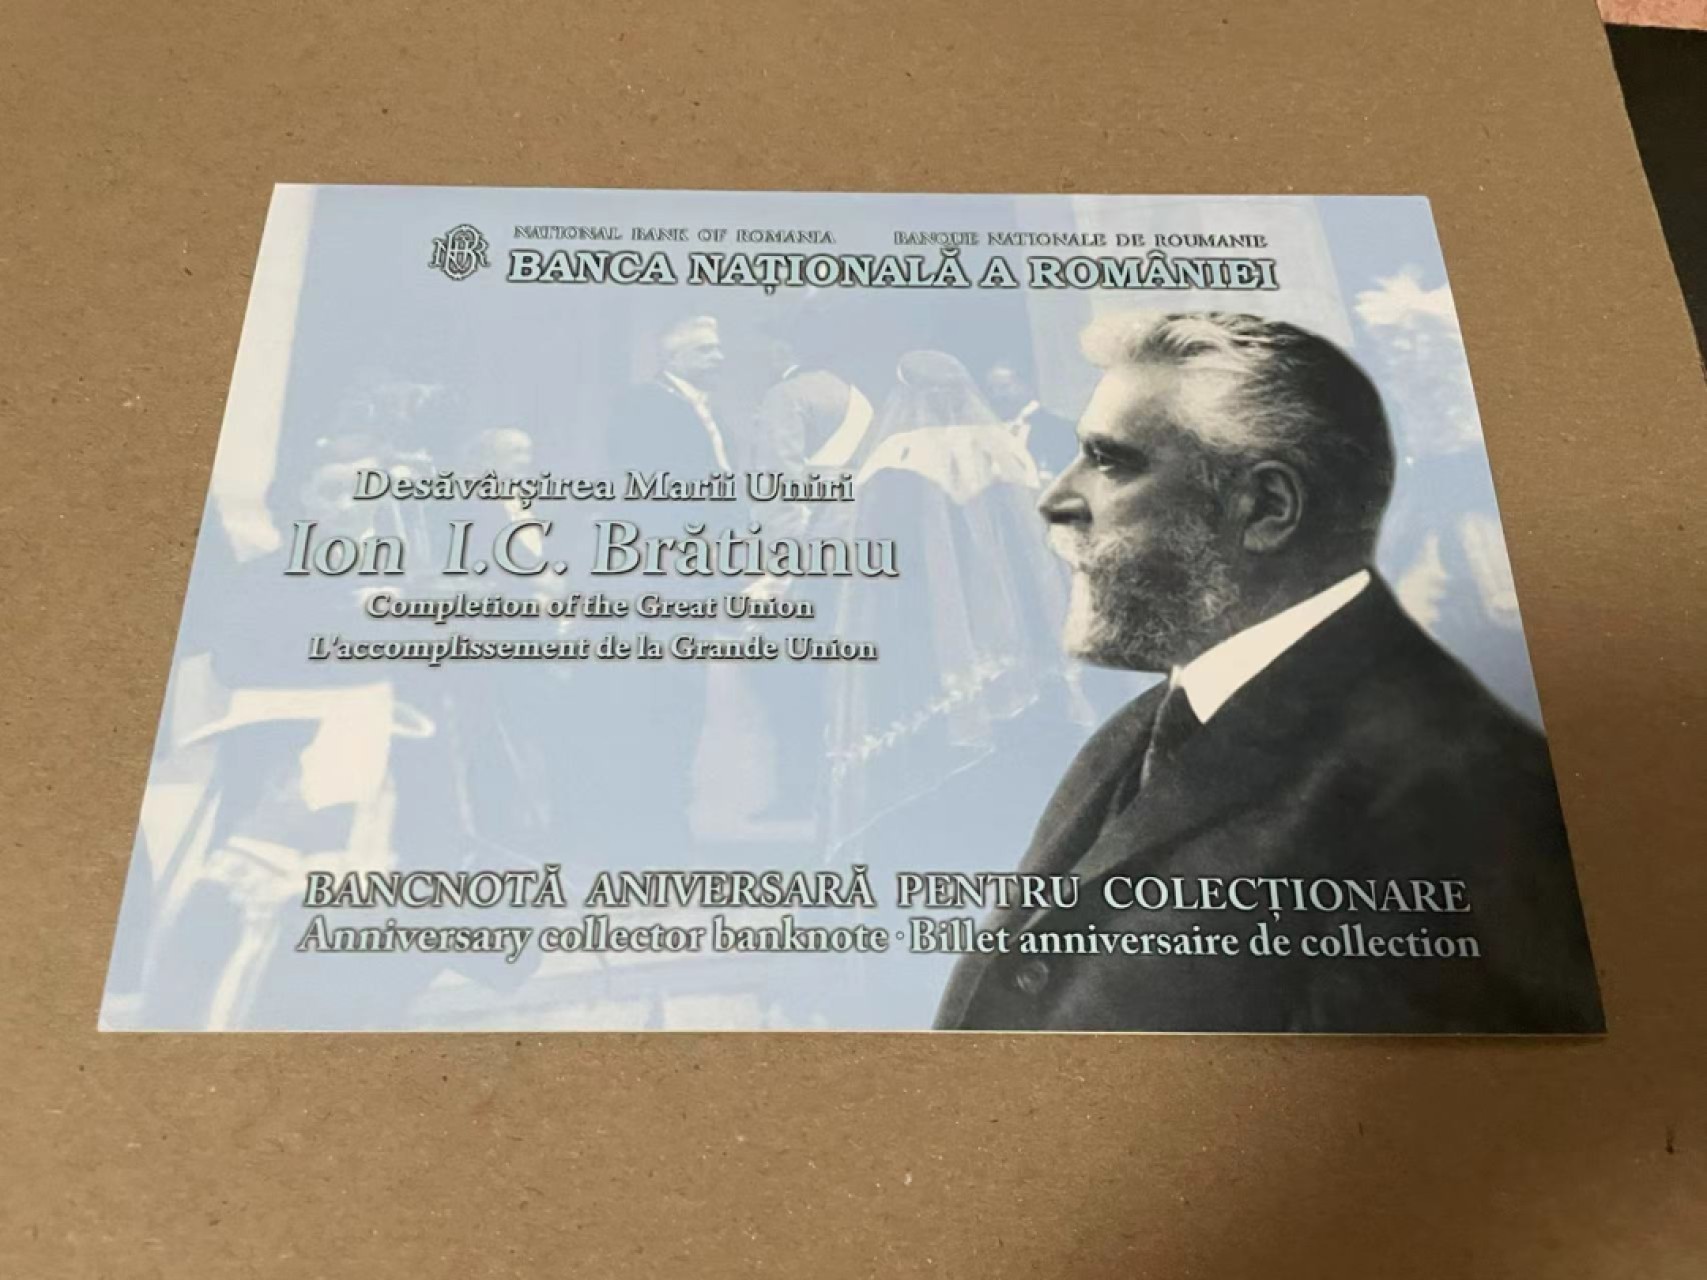 NATIONAL BANK OF ROMANIA BANQUE NATIONALE DE ROUMANIE
BANCA NAȚIONALĂ A ROMÂNIEI
Desăvârșirea Marii Uniri
Ion I.C. Brătianu
Completion of the Great Union
L'accomplissement de la Grande Union
BANCNOTĂ ANIVERSARĂ PENTRU COLECȚIONARE
Anniversary collector banknote · Billet anniversaire de collection